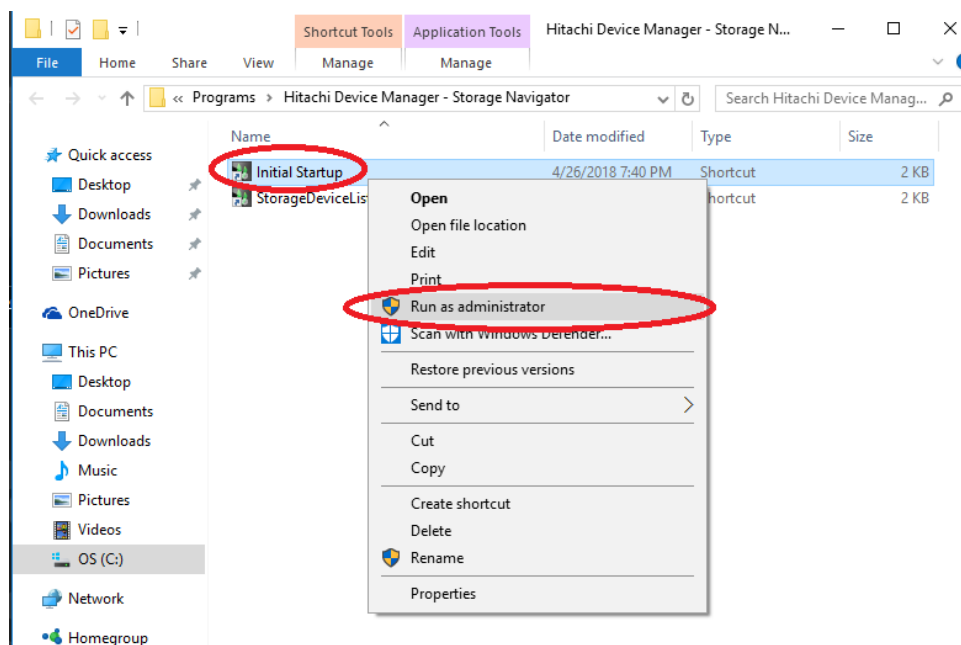 Shortcut Tools
Application Tools
Hitachi Device Manager - Storage N...
File
Home
Share
View
Manage
Manage
« Programs > Hitachi Device Manager - Storage Navigator
Search Hitachi Device Manag...
Name
Date modified
Type
Size
Quick access
Desktop
Downloads
Documents
Pictures
OneDrive
This PC
Desktop
Documents
Downloads
Music
Pictures
Videos
OS (C:)
Network
Homegroup
Initial Startup
4/26/2018 7:40 PM
Shortcut
2 KB
StorageDeviceList
hortcut
2 KB
Open
Open file location
Edit
Print
Run as administrator
Scan with Windows Defender...
Restore previous versions
Send to
Cut
Copy
Create shortcut
Delete
Rename
Properties